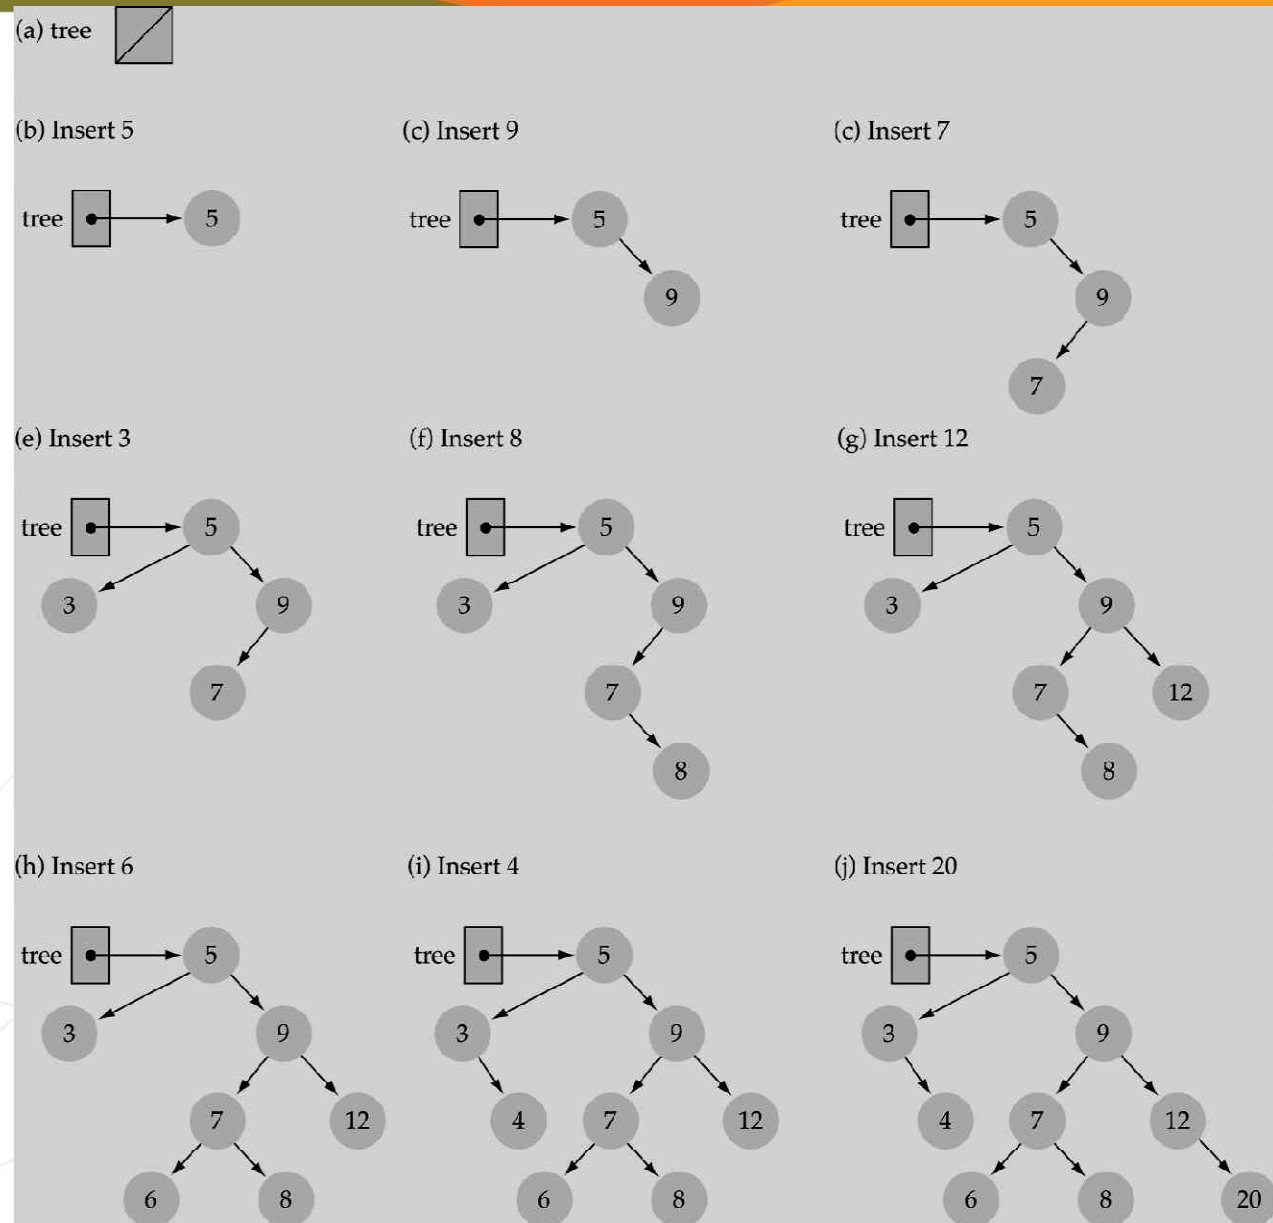 (a) tree
(b) Insert 5
(c) Insert 9
(c) Insert 7
tree 5
tree 5
9
tree 5
9
7
(e) Insert 3
(f) Insert 8
(g) Insert 12
tree 5
3 9
7
tree 5
3 9
7
8
tree 5
3 9
7 12
8
(h) Insert 6
(i) Insert 4
(j) Insert 20
tree 5
3 9
7 12
6 8
tree 5
3 9
4 7 12
6 8
tree 5
3 9
4 7 12
6 8 20